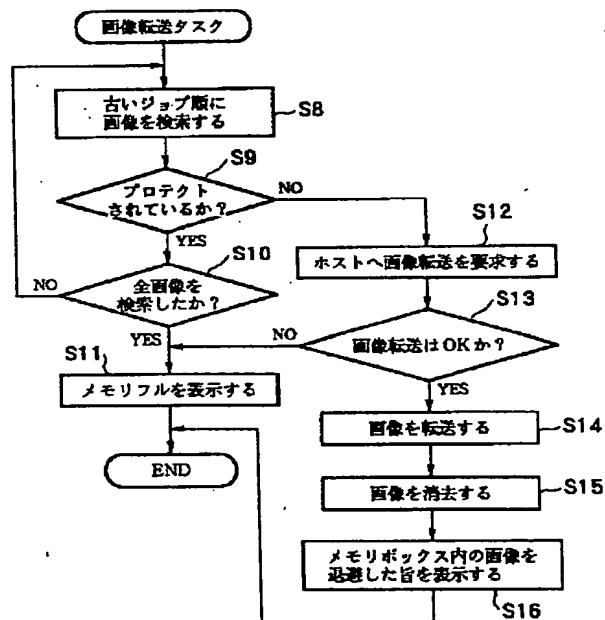 画像転送タスク
古いジョブ順に
画像を検索する
S8
プロテクト
されているか？
S9
NO
YES
S12
ホストへ画像転送を要求する
S10
全画像を
検索したか？
NO
YES
S13
画像転送はOKか？
NO
YES
S11
メモリフルを表示する
画像を転送する
S14
END
画像を消去する
S15
メモリボックス内の画像を
退避した旨を表示する
S16